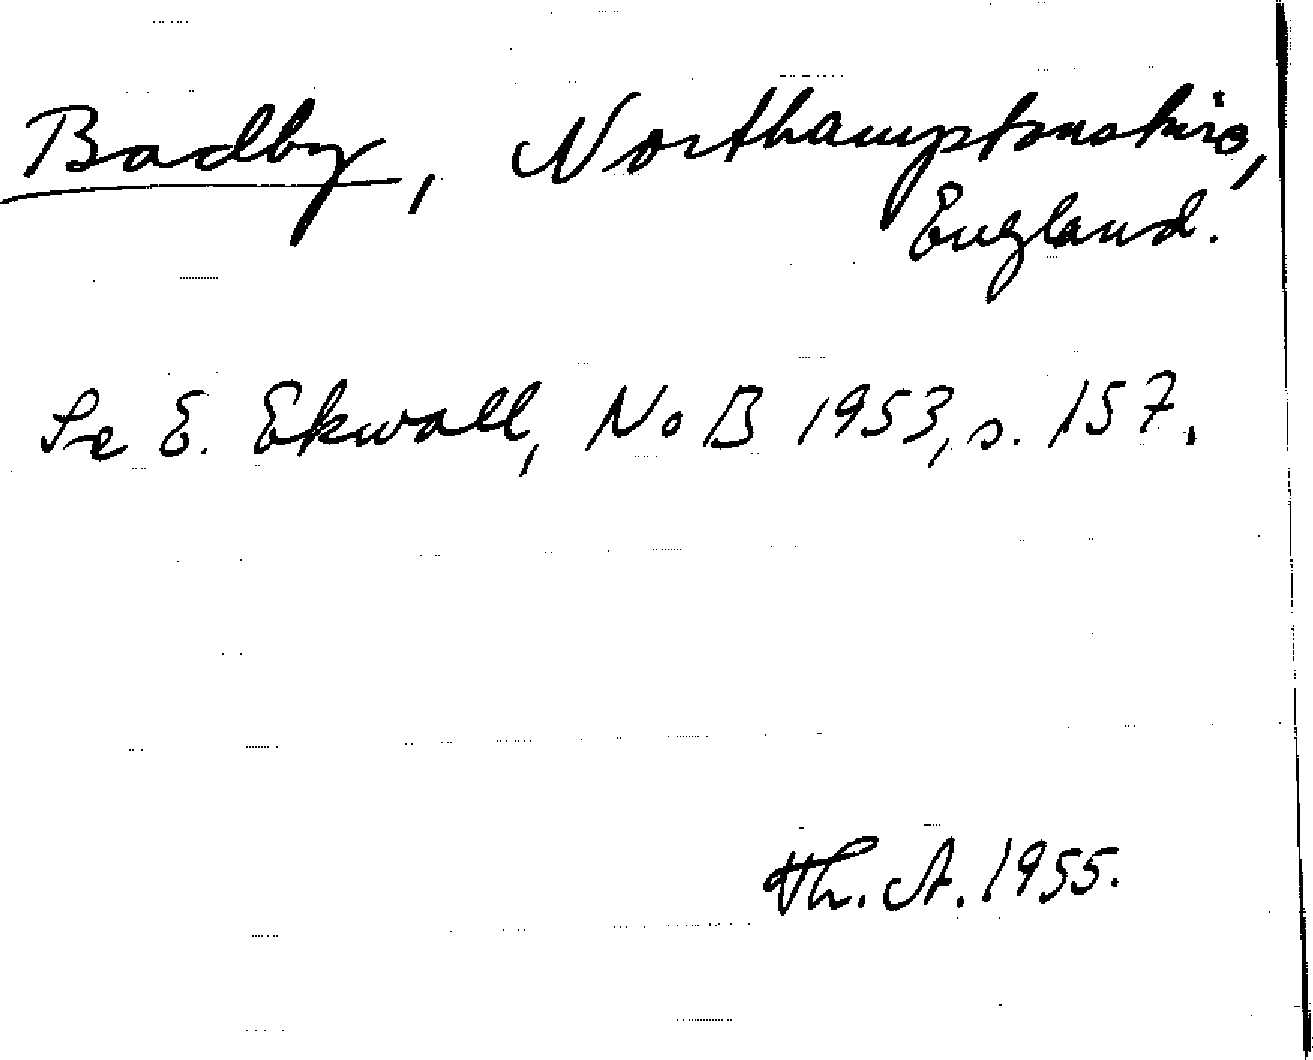 Badby, Northamptonshire,
England.
Se E. Ekwall, NoB 1953, s. 157.
Th. A. 1955.